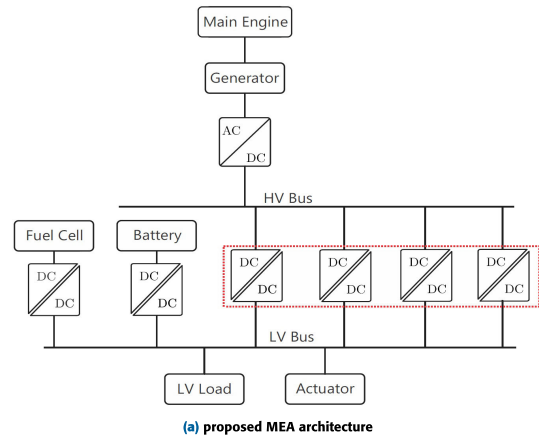 Main Engine
Generator
AC
DC
HV Bus
Fuel Cell
Battery
DC
DC
DC
DC
DC
DC
DC
DC
DC
DC
DC
DC
LV Bus
LV Load
Actuator
(a) proposed MEA architecture